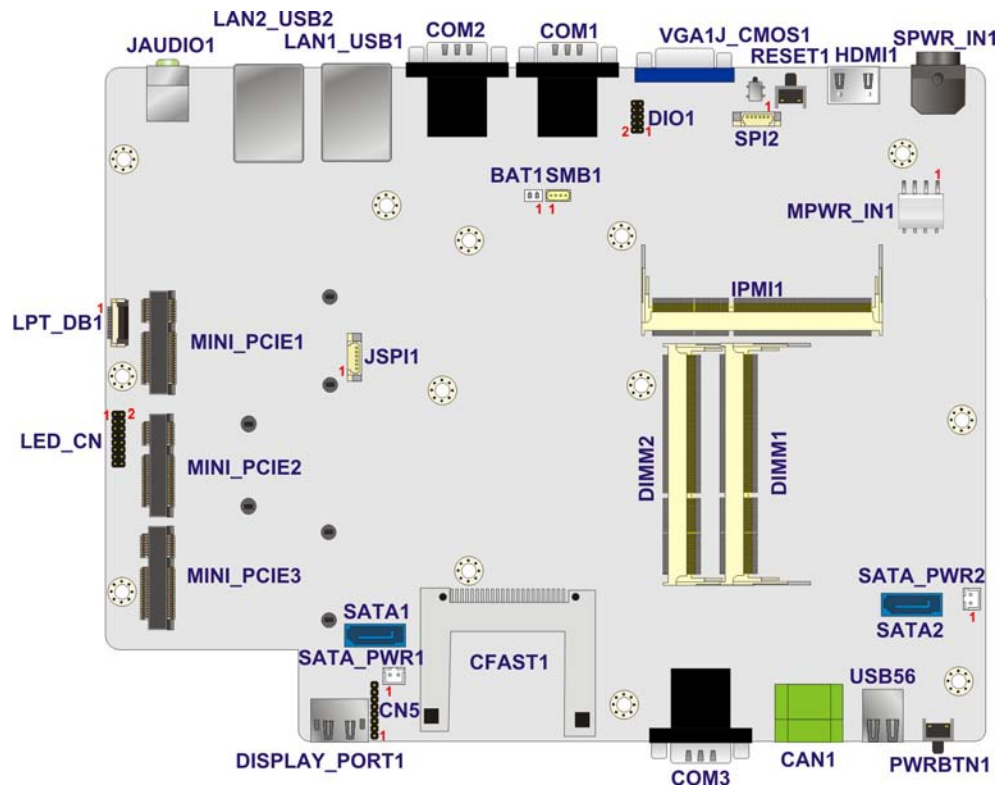 LAN2_USB2
JAUDIO1
LAN1_USB1
COM2
COM1
VGA1J_CMOS1
RESET1
HDMI1
SPWR_IN1
DIO1
2 1
1
SPI2
BAT1 SMB1
1 1
1
MPWR_IN1
IPMI1
1
LPT_DB1
MINI_PCIE1
JSPI1
1
1 2
LED_CN
MINI_PCIE2
DIMM2
DIMM1
MINI_PCIE3
SATA_PWR2
1
SATA1
SATA2
SATA_PWR1
1
CFAST1
CN5
1
USB56
DISPLAY_PORT1
COM3
CAN1
PWRBTN1